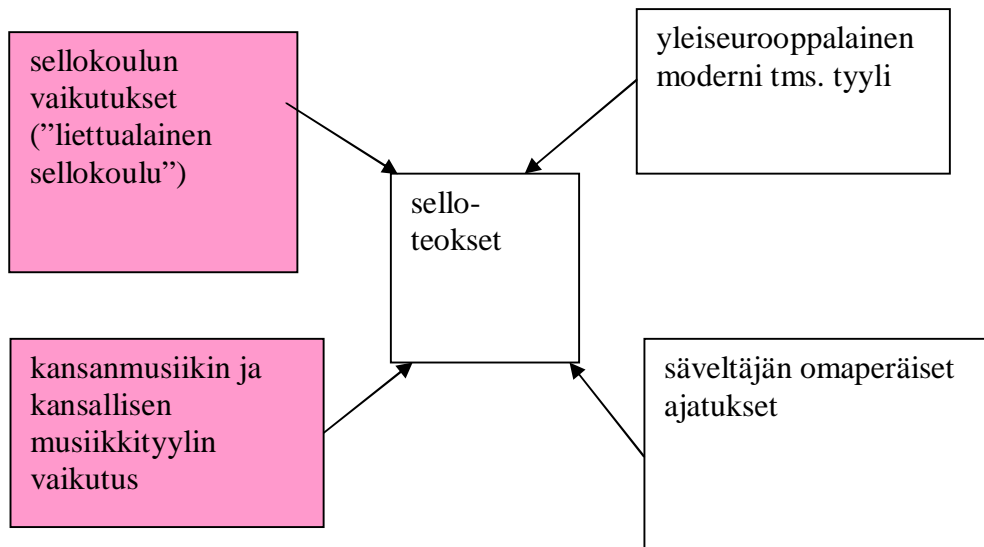 sellokoulun
vaikutukset
(”liettualainen
sellokoulu”)
yleiseurooppalainen
moderni tms. tyyli
sello-
teokset
kansanmusiikin ja
kansallisen
musiikkityylin
vaikutus
säveltäjän omaperäiset
ajatukset